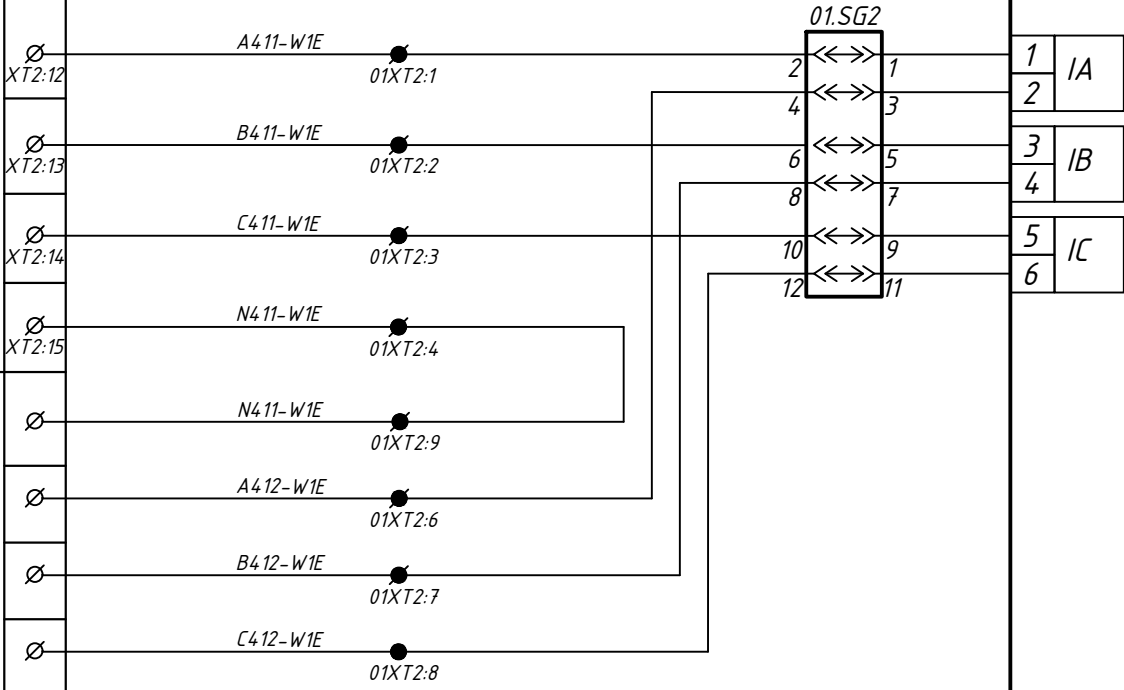 01.SG2
A411-W1E
XT2:12
01XT2:1
2
1
1
IA
2
4
3
B411-W1E
XT2:13
01XT2:2
6
5
3
IB
4
8
7
C411-W1E
XT2:14
01XT2:3
10
9
5
IC
6
12
11
N411-W1E
XT2:15
01XT2:4
N411-W1E
01XT2:9
A412-W1E
01XT2:6
B412-W1E
01XT2:7
C412-W1E
01XT2:8